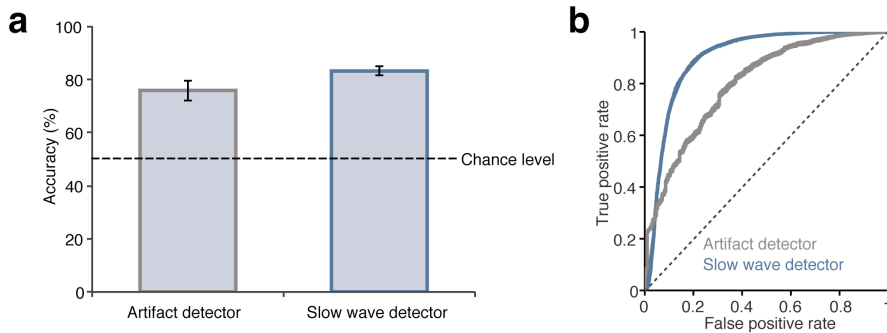 a
100
80
60
40
20
0
Accuracy (%)
Chance level
Artifact detector
Slow wave detector
b
1
0.8
0.6
0.4
0.2
0
True positive rate
Artifact detector
Slow wave detector
0
0.2
0.4
0.6
0.8
1
False positive rate